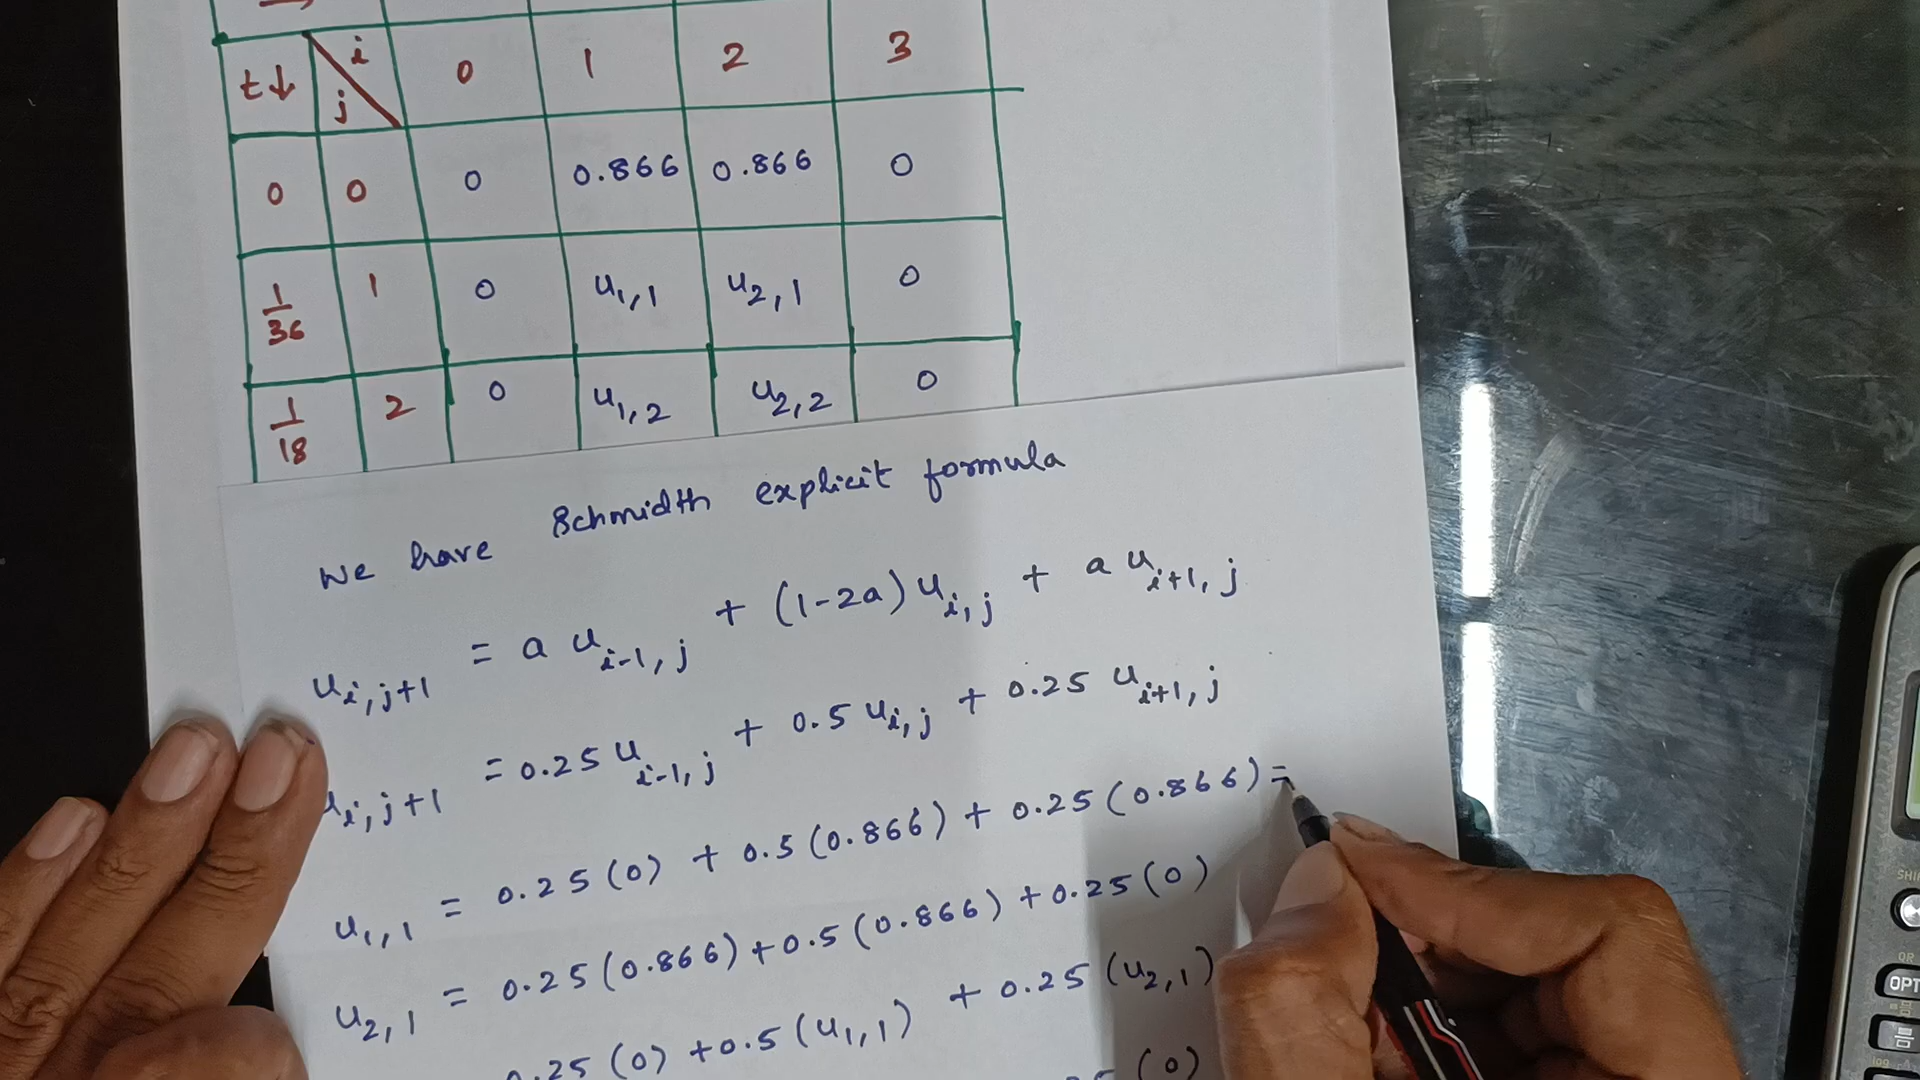 t↓ i j 0 1 2 3
0 0 0 0.866 0.866 0
1/36 1 0 u1,1 u2,1 0
1/18 2 0 u1,2 u2,2 0
We have Schmidth explicit formula
ui,j+1 = a ui-1,j + (1-2a) ui,j + a ui+1,j
ui,j+1 = 0.25 ui-1,j + 0.5 ui,j + 0.25 ui+1,j
u1,1 = 0.25(0) + 0.5(0.866) + 0.25(0.866) =
u2,1 = 0.25(0.866) + 0.5(0.866) + 0.25(0)
0.25(0) + 0.5(u1,1) + 0.25(u2,1)
(0)
OPT